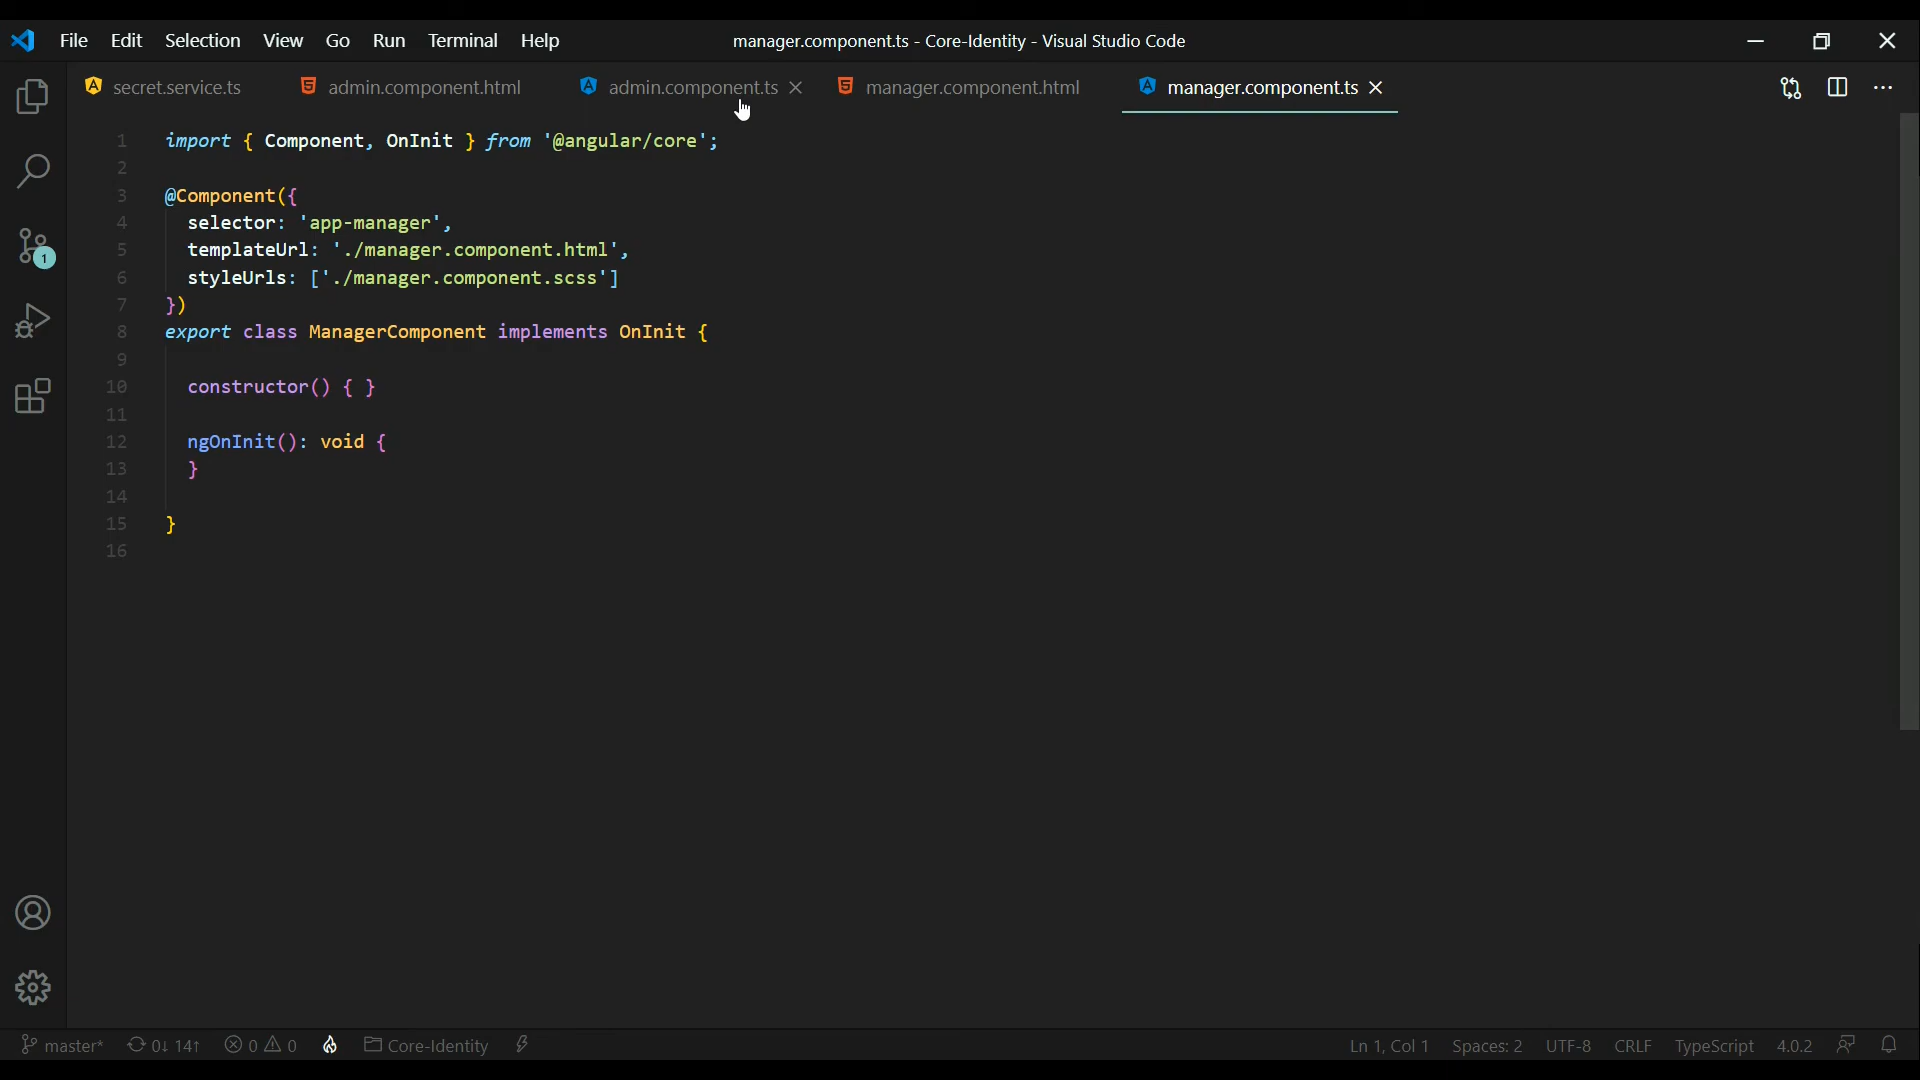 File Edit Selection View Go Run Terminal Help manager.component.ts - Core-Identity - Visual Studio Code
secret.service.ts admin.component.html admin.component.ts manager.component.html manager.component.ts
1 import { Component, OnInit } from '@angular/core';
2
3 @Component({
4 selector: 'app-manager',
5 templateUrl: './manager.component.html',
6 styleUrls: ['./manager.component.scss']
7 })
8 export class ManagerComponent implements OnInit {
9
10 constructor() { }
11
12 ngOnInit(): void {
13 }
14
15 }
16
1
master* 0↓ 14↑ 0 0 Core-Identity Ln 1, Col 1 Spaces: 2 UTF-8 CRLF TypeScript 4.0.2